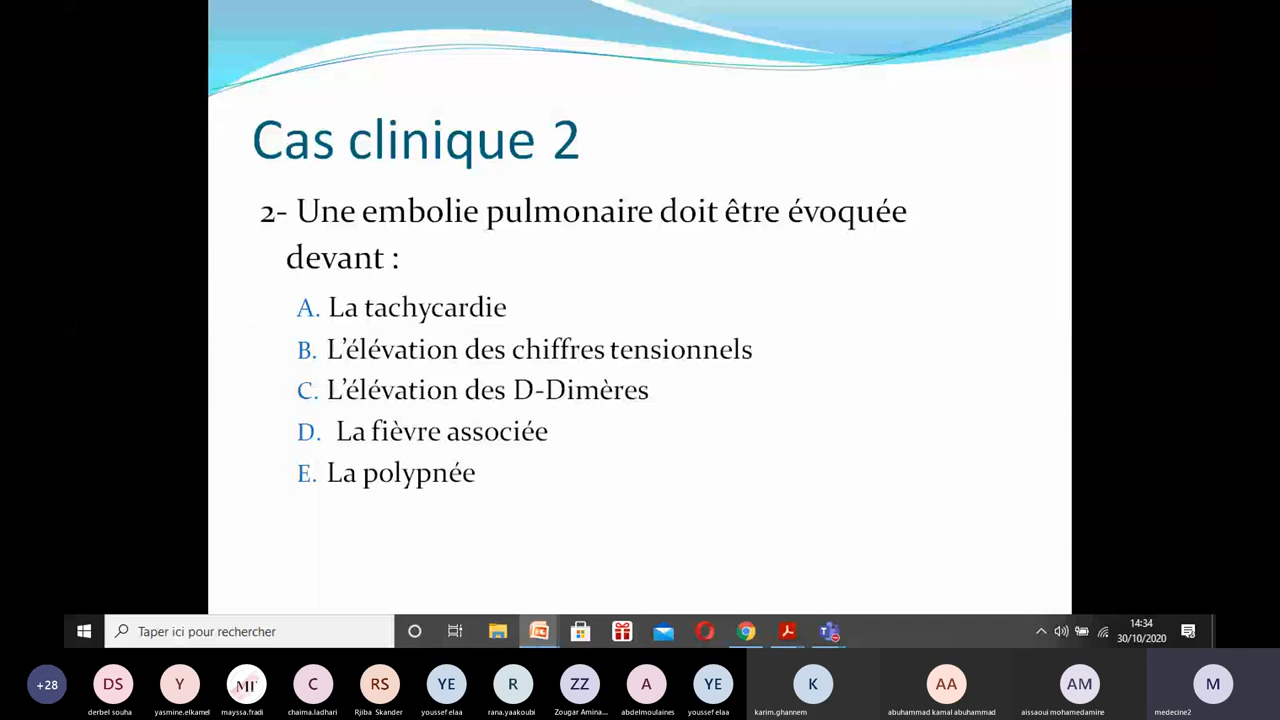 Cas clinique 2
2- Une embolie pulmonaire doit être évoquée
devant :
A. La tachycardie
B. L'élévation des chiffres tensionnels
C. L'élévation des D-Dimères
D. La fièvre associée
E. La polypnée
Taper ici pour rechercher
14:34
30/10/2020
+28
DS
Y
MF
C
RS
YE
R
ZZ
A
YE
K
AA
AM
M
derbel souha
yasmine.elkamel
mayssa.fradi
chaima.ladhari
Rjiba Skander
youssef elaa
rana.yaakoubi
Zougar Amina...
abdelmoulaines
youssef elaa
karim.ghannem
abuhammad kamal abuhammad
aissaoui mohamedamine
medecine2